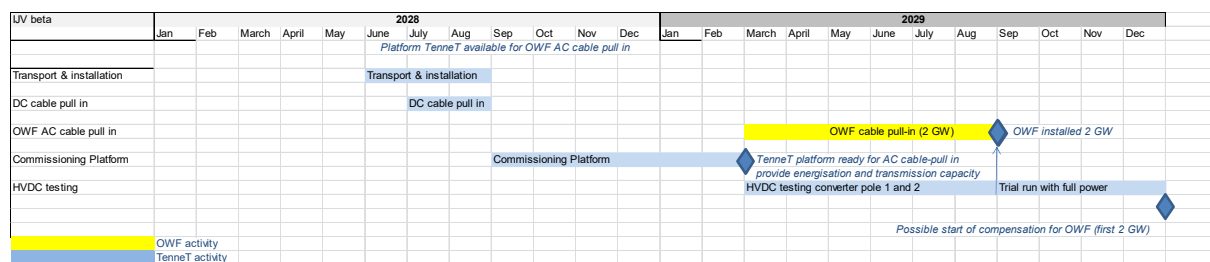 IJV beta 2028 2029
Jan Feb March April May June July Aug Sep Oct Nov Dec Jan Feb March April May June July Aug Sep Oct Nov Dec
Platform TenneT available for OWF AC cable pull in
Transport & installation Transport & installation
DC cable pull in DC cable pull in
OWF AC cable pull in OWF cable pull-in (2 GW) OWF installed 2 GW
Commissioning Platform Commissioning Platform TenneT platform ready for AC cable-pull in
provide energisation and transmission capacity
HVDC testing HVDC testing converter pole 1 and 2 Trial run with full power
Possible start of compensation for OWF (first 2 GW)
OWF activity
TenneT activity